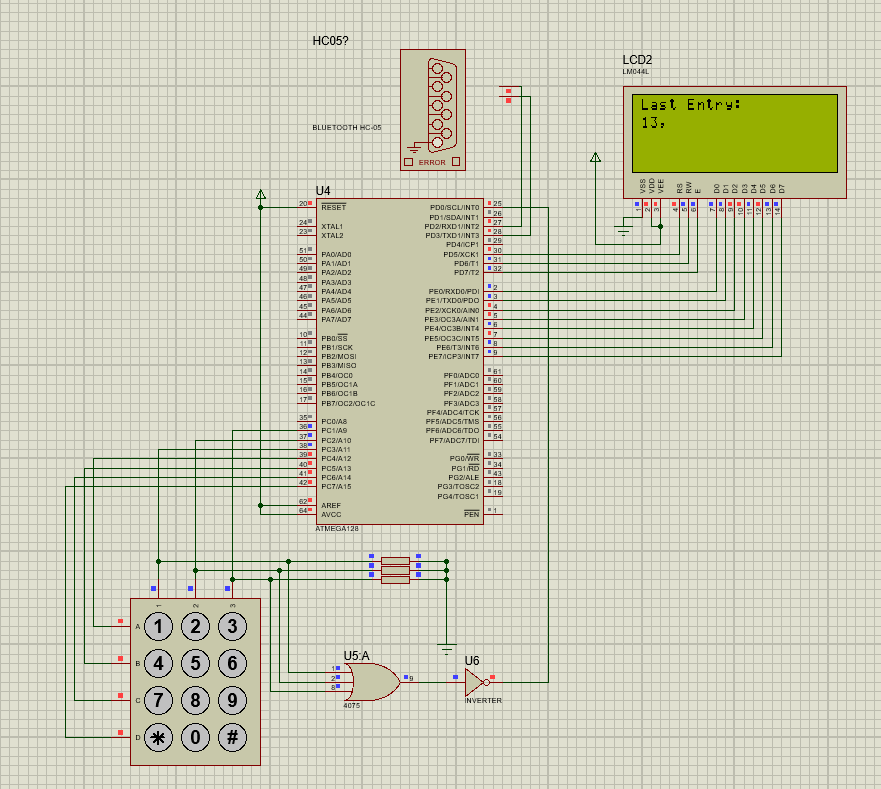 HC05?
BLUETOOTH HC-05
ERROR
LCD2
LM044L
Last Entry:
13,
VSS VDD VEE RS RW E D0 D1 D2 D3 D4 D5 D6 D7
1 2 3 4 5 6 7 8 9 10 11 12 13 14
U4
20 RESET PD0/SCL/INT0 25
PD1/SDA/INT1 26
24 XTAL1 PD2/RXD1/INT2 27
23 XTAL2 PD3/TXD1/INT3 28
PD4/ICP1 29
51 PA0/AD0 PD5/XCK1 30
50 PA1/AD1 PD6/T1 31
49 PA2/AD2 PD7/T2 32
48 PA3/AD3
47 PA4/AD4 PE0/RXD0/PDI 2
46 PA5/AD5 PE1/TXD0/PDO 3
45 PA6/AD6 PE2/XCK0/AIN0 4
44 PA7/AD7 PE3/OC3A/AIN1 5
PE4/OC3B/INT4 6
10 PB0/SS PE5/OC3C/INT5 7
11 PB1/SCK PE6/T3/INT6 8
12 PB2/MOSI PE7/ICP3/INT7 9
13 PB3/MISO
14 PB4/OC0 PF0/ADC0 61
15 PB5/OC1A PF1/ADC1 60
16 PB6/OC1B PF2/ADC2 59
17 PB7/OC2/OC1C PF3/ADC3 58
PF4/ADC4/TCK 57
35 PC0/A8 PF5/ADC5/TMS 56
36 PC1/A9 PF6/ADC6/TDO 55
37 PC2/A10 PF7/ADC7/TDI 54
38 PC3/A11
39 PC4/A12 PG0/WR 33
40 PC5/A13 PG1/RD 34
41 PC6/A14 PG2/ALE 43
42 PC7/A15 PG3/TOSC2 18
PG4/TOSC1 19
62 AREF
64 AVCC PEN 1
ATMEGA128
1 2 3
A 1 2 3
B 4 5 6
C 7 8 9
D * 0 #
U5:A
1
2
8
9
4075
U6
INVERTER